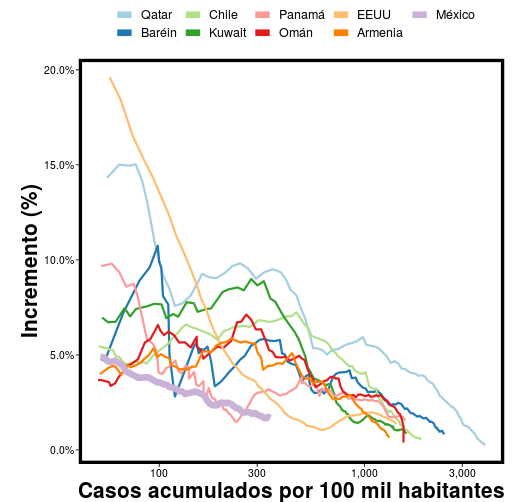 Qatar Chile Panamá EEUU México
Baréin Kuwait Omán Armenia
20.0%
15.0%
10.0%
5.0%
0.0%
Incremento (%)
100 300 1,000 3,000
Casos acumulados por 100 mil habitantes